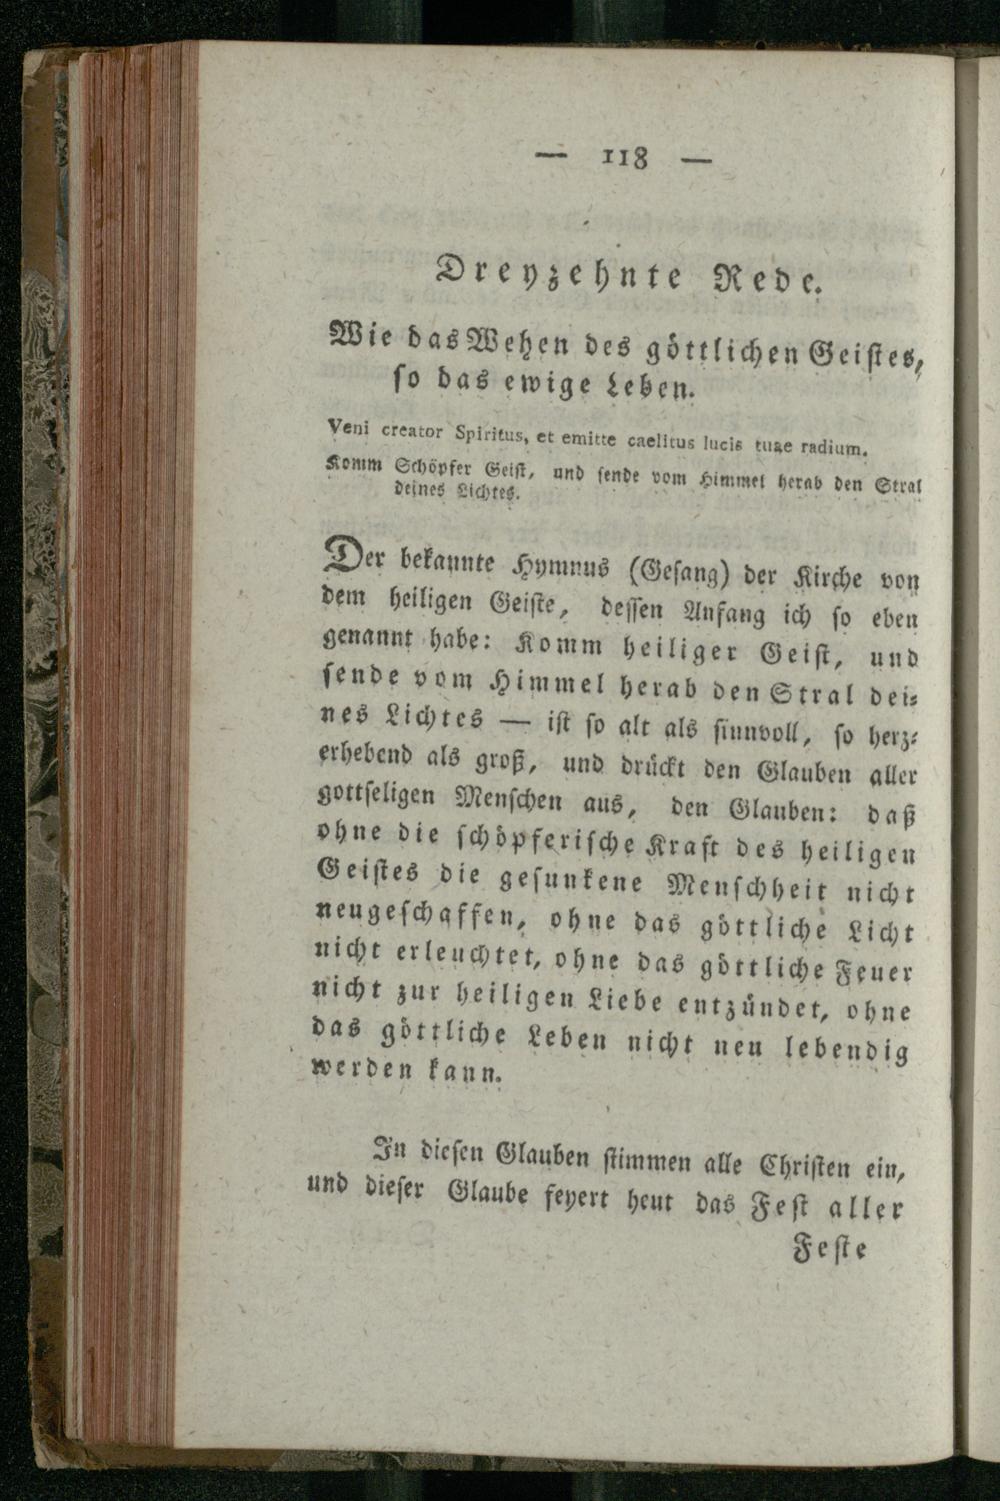 — 118 —
Dreyzehnte Rede.
Wie das Wehen des göttlichen Geistes,
so das ewige Leben.
Veni creator Spiritus, et emitte caelitus lucis tuae radium.
Komm Schöpfer Geist, und sende vom Himmel herab den Stral
deines Lichtes.
Der bekannte Hymnus (Gesang) der Kirche von
dem heiligen Geiste, dessen Anfang ich so eben
genannt habe: Komm heiliger Geist, und
sende vom Himmel herab den Stral dei-
nes Lichtes — ist so alt als sinnvoll, so herz-
erhebend als groß, und drückt den Glauben aller
gottseligen Menschen aus, den Glauben: daß
ohne die schöpferische Kraft des heiligen
Geistes die gesunkene Menschheit nicht
neugeschaffen, ohne das göttliche Licht
nicht erleuchtet, ohne das göttliche Feuer
nicht zur heiligen Liebe entzündet, ohne
das göttliche Leben nicht neu lebendig
werden kann.
In diesen Glauben stimmen alle Christen ein,
und dieser Glaube feyert heut das Fest aller
Feste